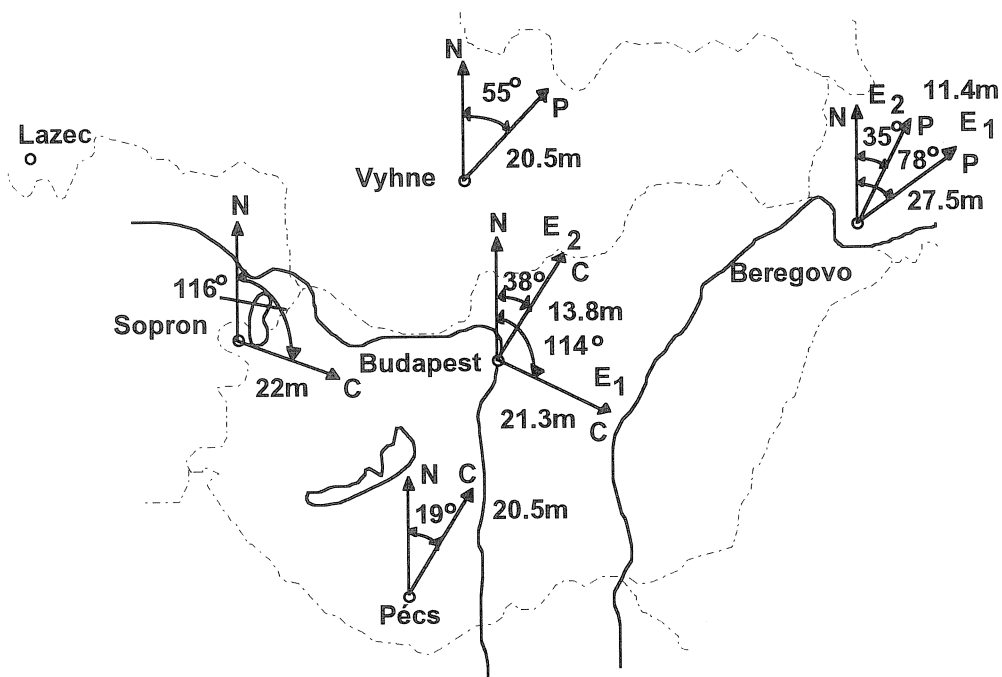 N
55°
P
20.5m
Vyhne
Lazec
N
E2
11.4m
35°
P
E1
78°
P
27.5m
Beregovo
N
116°
Sopron
22m
C
N
E2
38°
C
13.8m
114°
Budapest
E1
21.3m
C
N
C
19°
20.5m
Pécs